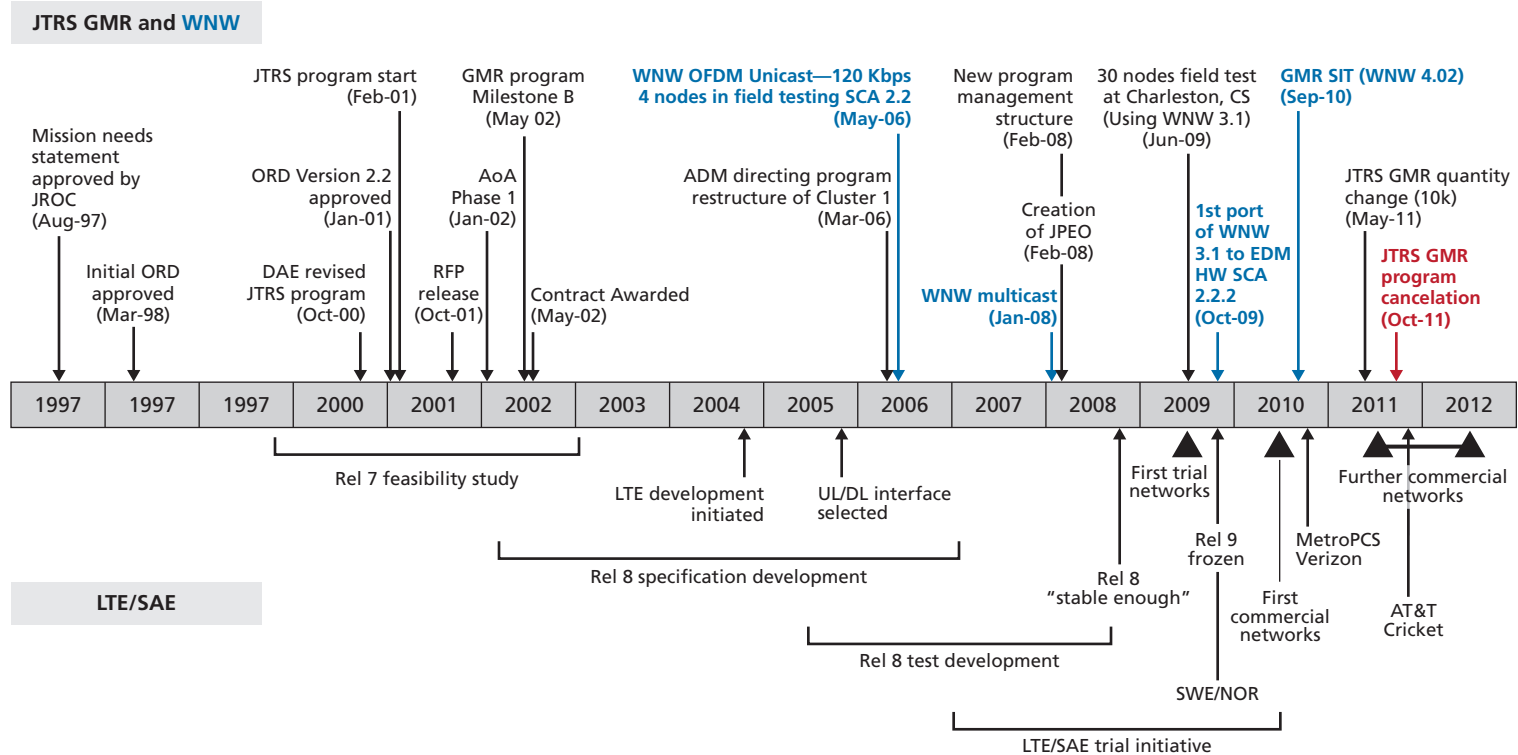 JTRS GMR and WNW
JTRS program start
(Feb-01)
GMR program
Milestone B
(May 02)
WNW OFDM Unicast—120 Kbps
4 nodes in field testing SCA 2.2
(May-06)
New program
management
structure
(Feb-08)
30 nodes field test
at Charleston, CS
(Using WNW 3.1)
(Jun-09)
GMR SIT (WNW 4.02)
(Sep-10)
Mission needs
statement
approved by
JROC
(Aug-97)
ORD Version 2.2
approved
(Jan-01)
AoA
Phase 1
(Jan-02)
ADM directing program
restructure of Cluster 1
(Mar-06)
Creation
of JPEO
(Feb-08)
1st port
of WNW
3.1 to EDM
HW SCA
2.2.2
(Oct-09)
JTRS GMR quantity
change (10k)
(May-11)
Initial ORD
approved
(Mar-98)
DAE revised
JTRS program
(Oct-00)
RFP
release
(Oct-01)
Contract Awarded
(May-02)
WNW multicast
(Jan-08)
JTRS GMR
program
cancelation
(Oct-11)
1997 1997 1997 2000 2001 2002 2003 2004 2005 2006 2007 2008 2009 2010 2011 2012
Rel 7 feasibility study
LTE development
initiated
UL/DL interface
selected
First trial
networks
Further commercial
networks
Rel 8 specification development
Rel 8
"stable enough"
Rel 9
frozen
First
commercial
networks
MetroPCS
Verizon
AT&T
Cricket
LTE/SAE
Rel 8 test development
SWE/NOR
LTE/SAE trial initiative